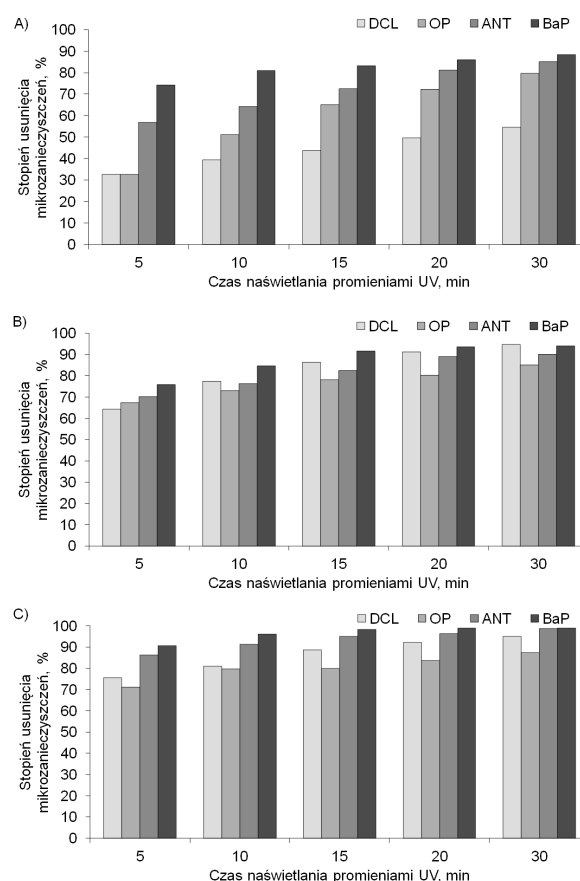 A)
DCL OP ANT BaP
Stopień usunięcia
mikrozanieczyszczeń, %
100
90
80
70
60
50
40
30
20
10
0
5 10 15 20 30
Czas naświetlania promieniami UV, min
B)
DCL OP ANT BaP
Stopień usunięcia
mikrozanieczyszczeń, %
100
90
80
70
60
50
40
30
20
10
0
5 10 15 20 30
Czas naświetlania promieniami UV, min
C)
DCL OP ANT BaP
Stopień usunięcia
mikrozanieczyszczeń, %
100
90
80
70
60
50
40
30
20
10
0
5 10 15 20 30
Czas naświetlania promieniami UV, min